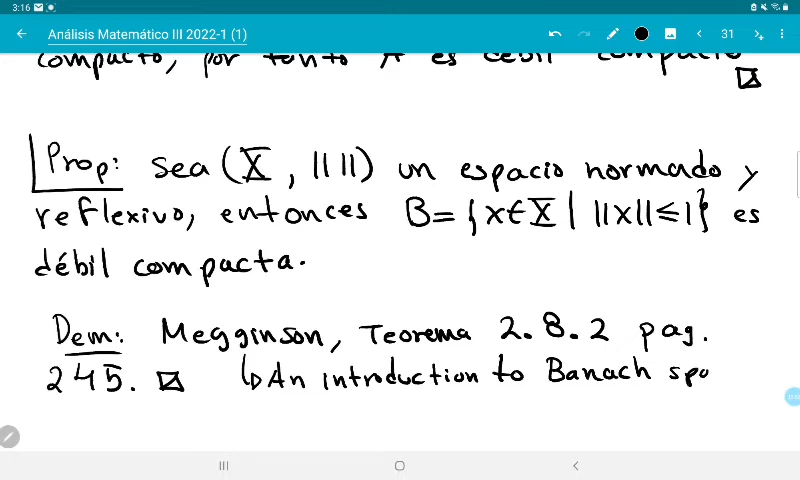 3:16
Análisis Matemático III 2022-1 (1)
31
compacto, por tanto A es débil compacto
Prop: Sea (X, || ||) un espacio normado y
reflexivo, entonces B={x∈X | ||x||≤1} es
débil compacta.
Dem: Megginson, Teorema 2.8.2 pag.
245. ↳An introduction to Banach spa